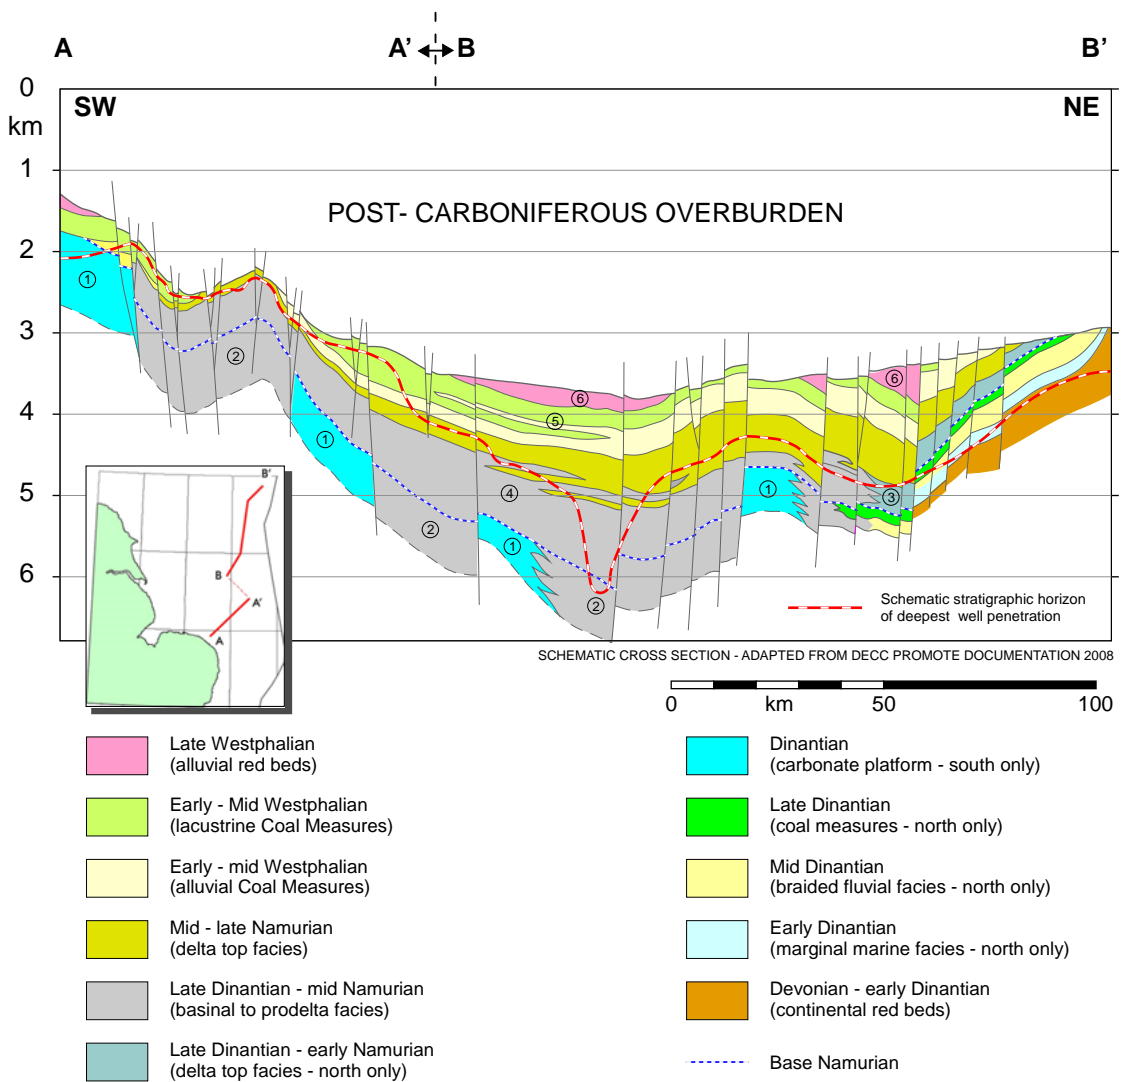 A
A' B
B'
0
km
SW
NE
1
POST- CARBONIFEROUS OVERBURDEN
2
1
3
2
6
6
4
5
1
5
4
1
3
2
1
6
2
B'
B
A'
A
Schematic stratigraphic horizon
of deepest well penetration
SCHEMATIC CROSS SECTION - ADAPTED FROM DECC PROMOTE DOCUMENTATION 2008
0 km 50 100
Late Westphalian
(alluvial red beds)
Early - Mid Westphalian
(lacustrine Coal Measures)
Early - mid Westphalian
(alluvial Coal Measures)
Mid - late Namurian
(delta top facies)
Late Dinantian - mid Namurian
(basinal to prodelta facies)
Late Dinantian - early Namurian
(delta top facies - north only)
Dinantian
(carbonate platform - south only)
Late Dinantian
(coal measures - north only)
Mid Dinantian
(braided fluvial facies - north only)
Early Dinantian
(marginal marine facies - north only)
Devonian - early Dinantian
(continental red beds)
Base Namurian